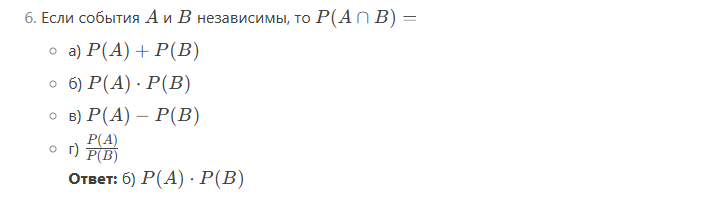 6. Если события A и B независимы, то P(A ∩ B) =
а) P(A) + P(B)
б) P(A) · P(B)
в) P(A) − P(B)
г) P(A)/P(B)
Ответ: б) P(A) · P(B)